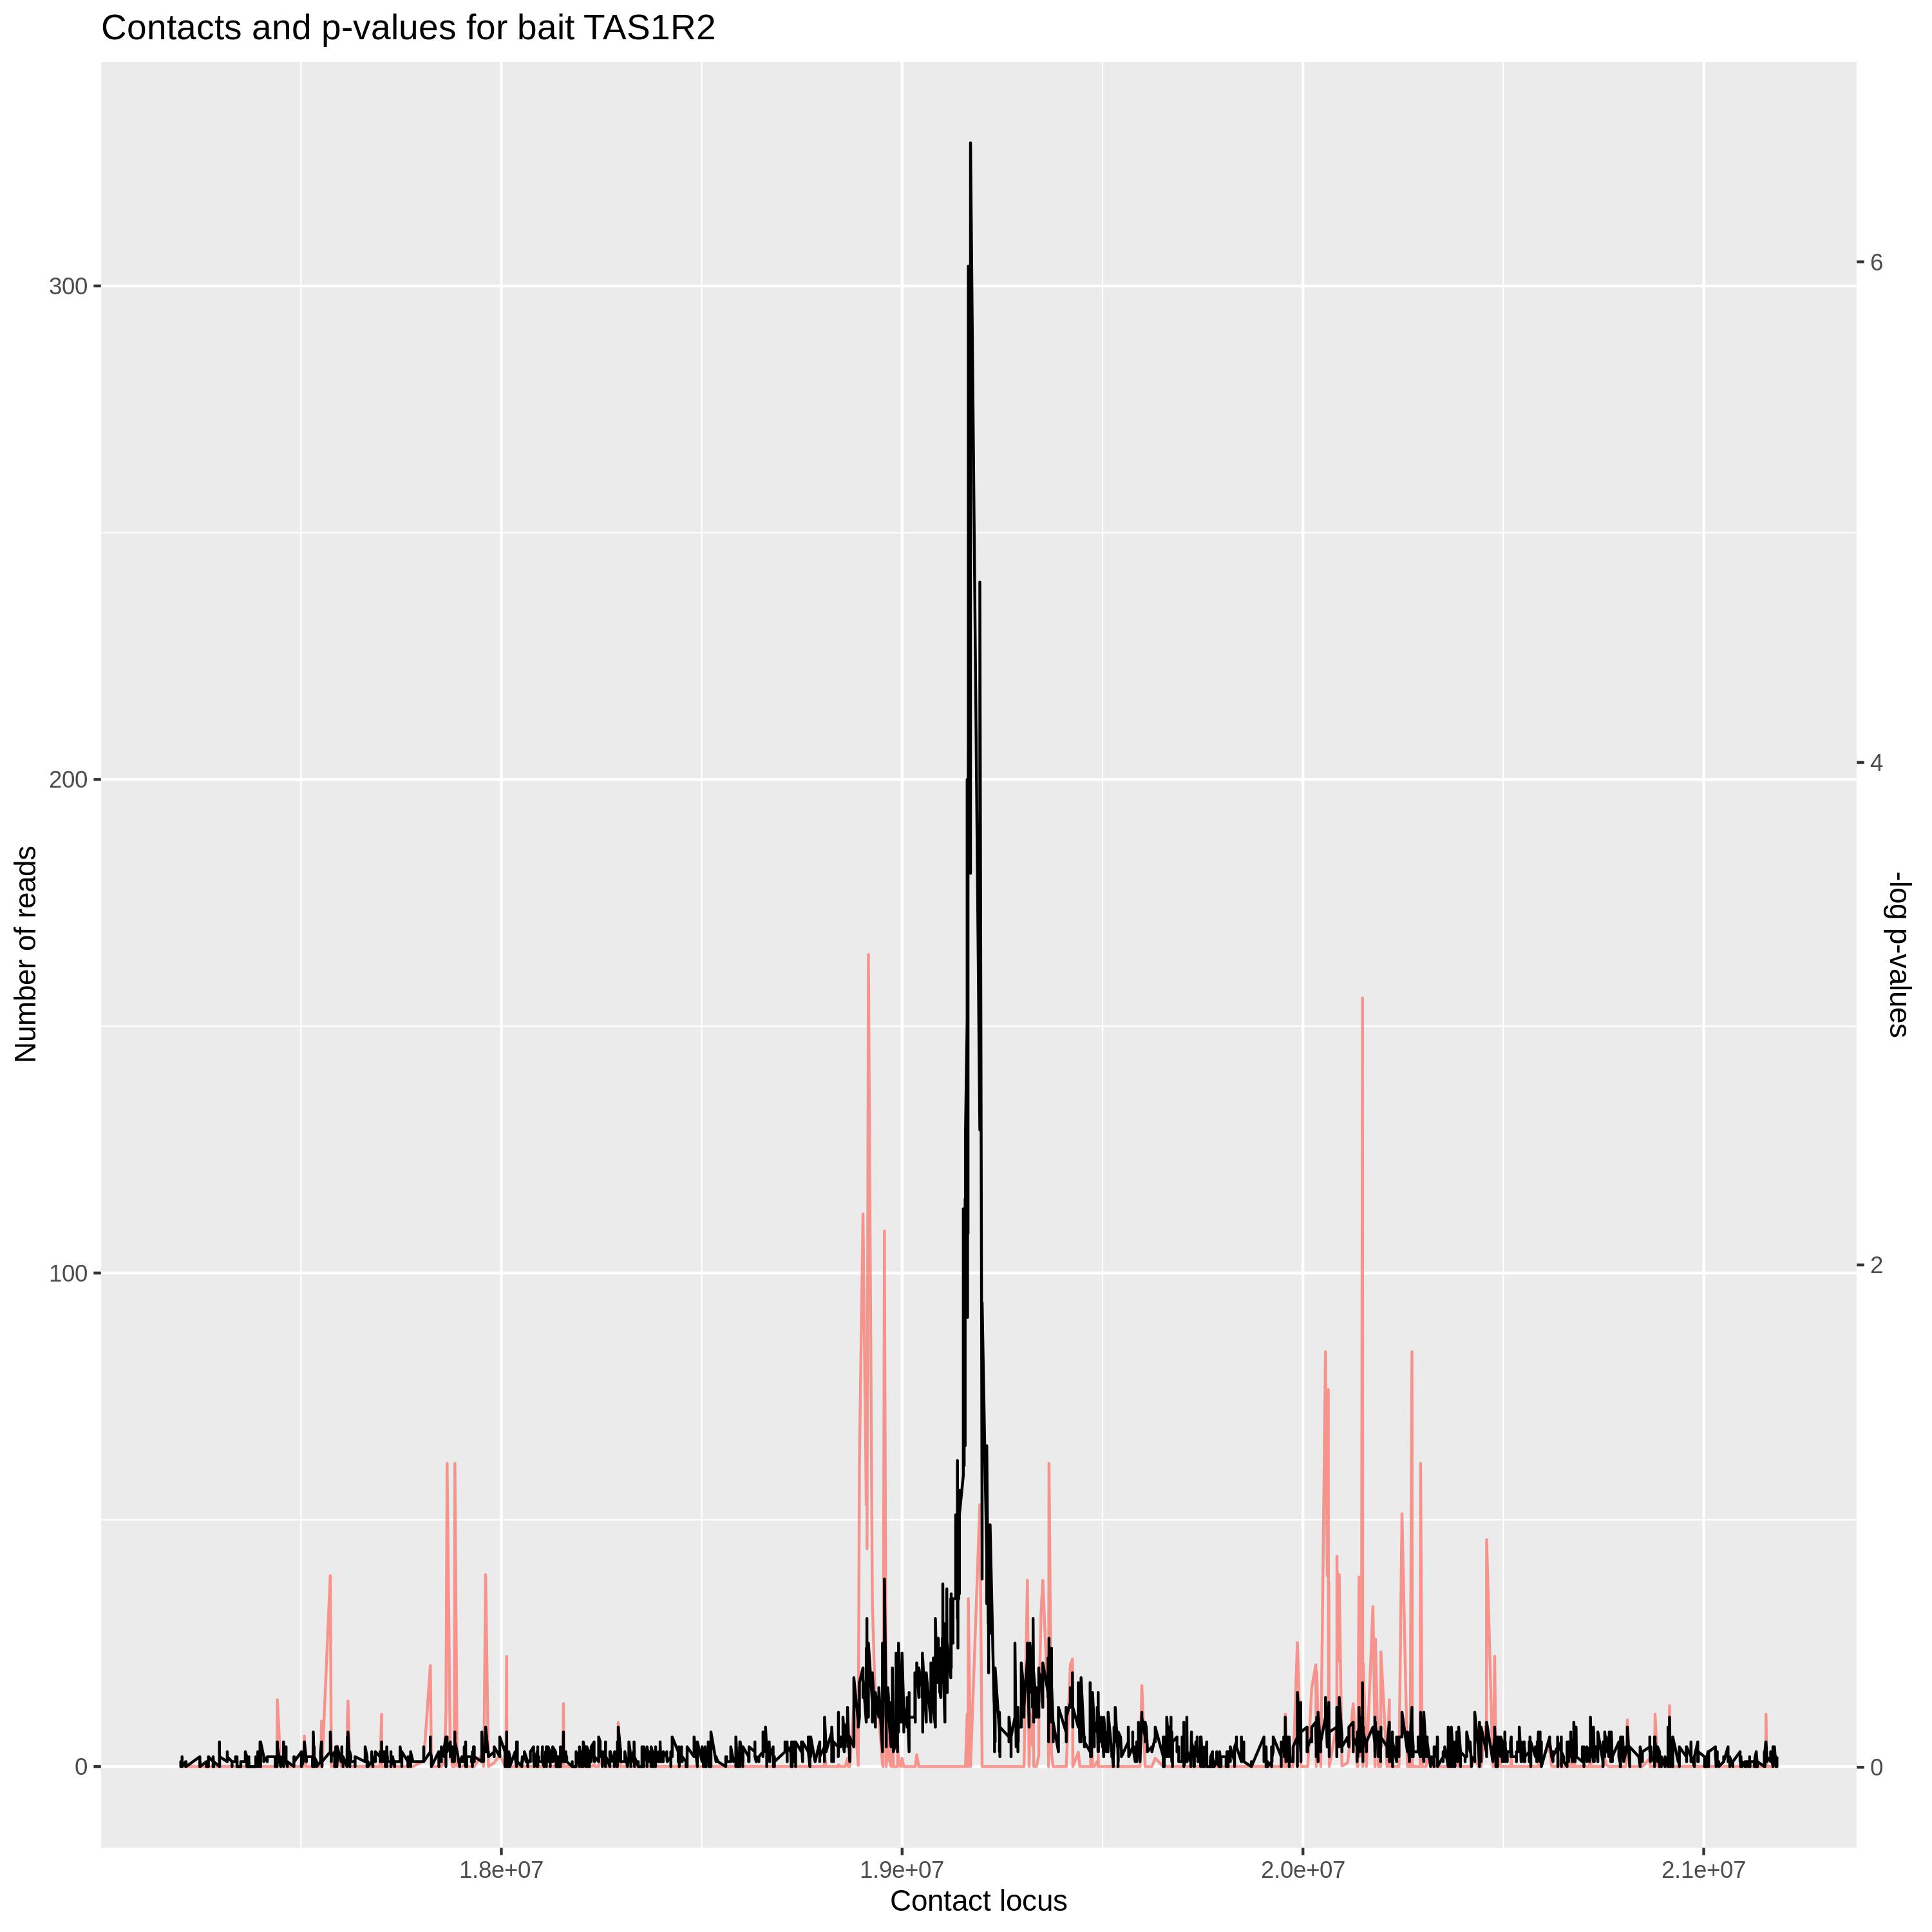 Contacts and p-values for bait TAS1R2
300
200
100
0
Number of reads
6
4
2
0
-log p-values
1.8e+07
1.9e+07
2.0e+07
2.1e+07
Contact locus